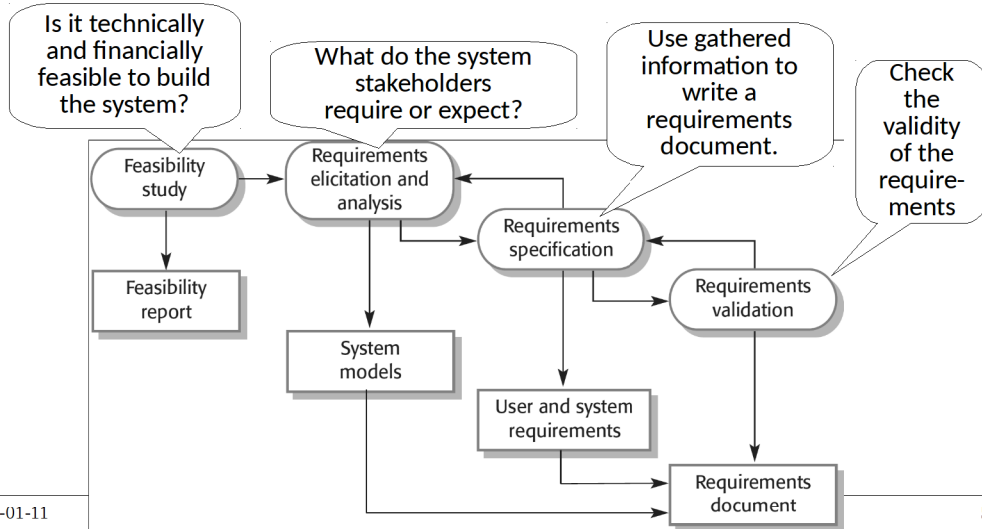 Is it technically
and financially
feasible to build
the system?
What do the system
stakeholders
require or expect?
Use gathered
information to
write a
requirements
document.
Check
the
validity
of the
require-
ments
Feasibility
study
Requirements
elicitation and
analysis
Requirements
specification
Requirements
validation
Feasibility
report
System
models
User and system
requirements
Requirements
document
-01-11